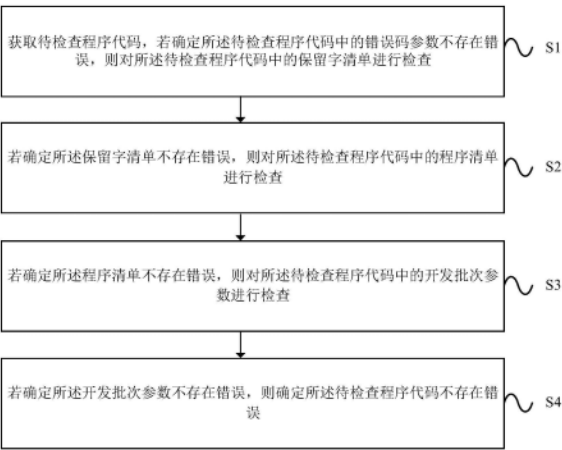 获取待检查程序代码，若确定所述待检查程序代码中的错误码参数不存在错
误，则对所述待检查程序代码中的保留字清单进行检查
S1
若确定所述保留字清单不存在错误，则对所述待检查程序代码中的程序清单
进行检查
S2
若确定所述程序清单不存在错误，则对所述待检查程序代码中的开发批次参
数进行检查
S3
若确定所述开发批次参数不存在错误，则确定所述待检查程序代码不存在错
误
S4